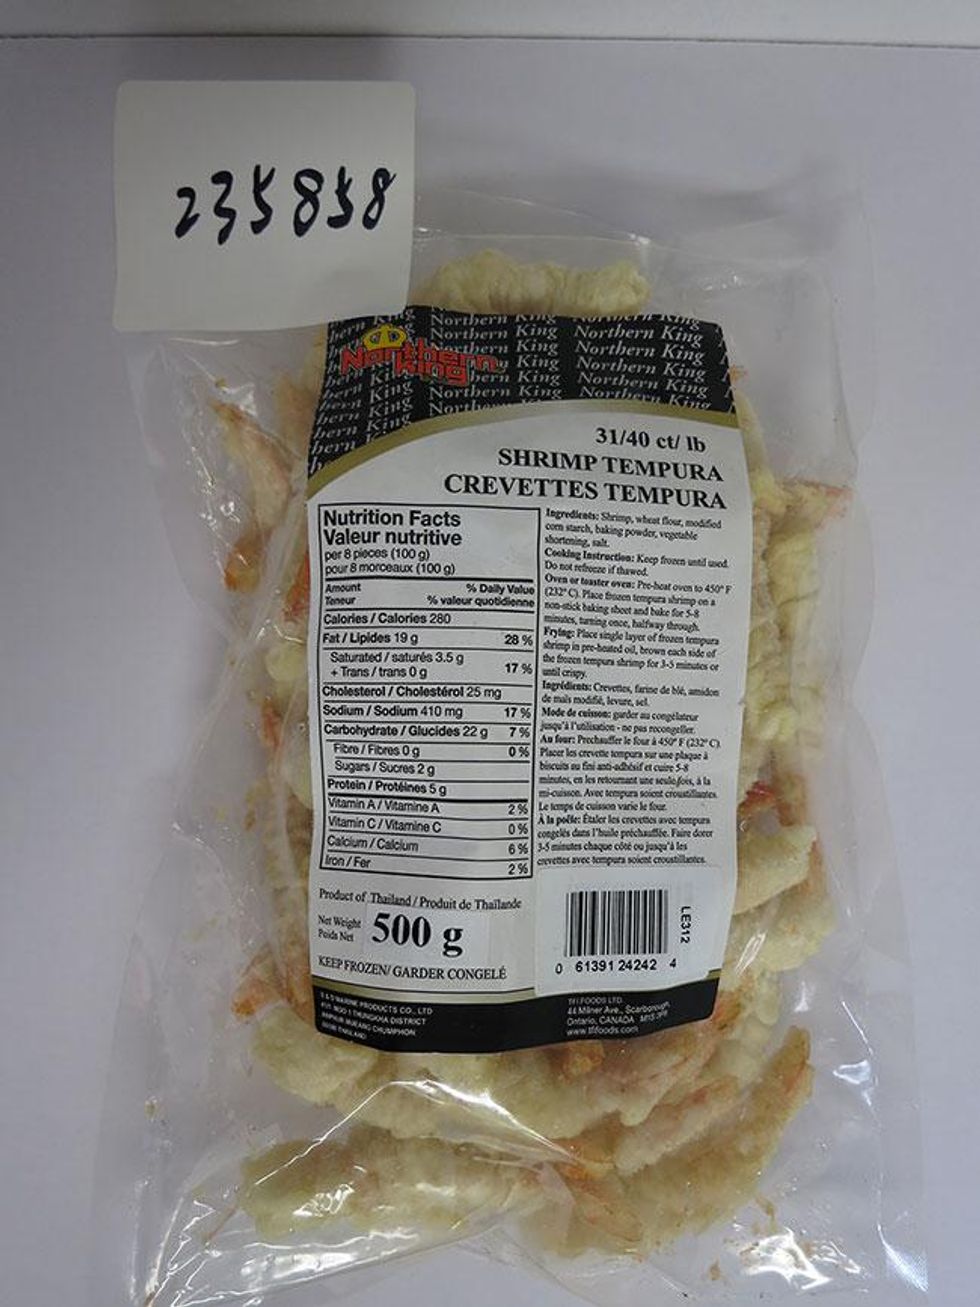 235858
Northern King
31/40 ct/ lb
SHRIMP TEMPURA
CREVETTES TEMPURA
Nutrition Facts
Valeur nutritive
per 8 pieces (100 g)
pour 8 morceaux (100 g)
Amount % Daily Value
Teneur % valeur quotidienne
Calories / Calories 280
Fat / Lipides 19 g 28 %
Saturated / saturés 3.5 g
+ Trans / trans 0 g 17 %
Cholesterol / Cholestérol 25 mg
Sodium / Sodium 410 mg 17 %
Carbohydrate / Glucides 22 g 7 %
Fibre / Fibres 0 g 0 %
Sugars / Sucres 2 g
Protein / Protéines 5 g
Vitamin A / Vitamine A 2 %
Vitamin C / Vitamine C 0 %
Calcium / Calcium 6 %
Iron / Fer 2 %
Ingredients: Shrimp, wheat flour, modified
corn starch, baking powder, vegetable
shortening, salt.
Cooking Instruction: Keep frozen until used.
Do not refreeze if thawed.
Oven or toaster oven: Pre-heat oven to 450° F
(232° C). Place frozen tempura shrimp on a
non-stick baking sheet and bake for 5-8
minutes, turning once, halfway through.
Frying: Place single layer of frozen tempura
shrimp in pre-heated oil, brown each side of
the frozen tempura shrimp for 3-5 minutes or
until crispy.
Ingrédients: Crevettes, farine de blé, amidon
de maïs modifié, levure, sel.
Mode de cuisson: garder au congélateur
jusqu'à l'utilisation - ne pas recongeller.
Au four: Prechauffer le four à 450° F (232° C).
Placer les crevette tempura sur une plaque à
biscuits au fini anti-adhésif et cuire 5-8
minutes, en les retournant une seule fois, à la
mi-cuisson. Avec tempura soient croustillantes.
Le temps de cuisson varie le four.
À la poêle: Étaler les crevettes avec tempura
congelés dans l'huile préchauffée. Faire dorer
3-5 minutes chaque côté ou jusqu'à les
crevettes avec tempura soient croustillantes.
Product of Thailand / Produit de Thaïlande
Net Weight
Poids Net 500 g
KEEP FROZEN/ GARDER CONGELÉ
LE312
0 61391 24242 4
MARINE PRODUCTS CO., LTD
MOO 1 THUNGKHA DISTRICT
MUEANG CHUMPHON
THAILAND
TFI FOODS LTD.
44 Milner Ave., Scarborough,
Ontario, CANADA
www.tfifoods.com